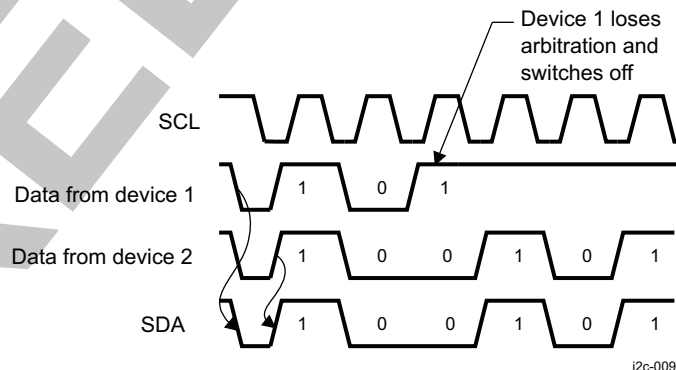 Device 1 loses
arbitration and
switches off
SCL
Data from device 1 1 0 1
Data from device 2 1 0 0 1 0 1
SDA 1 0 0 1 0 1
i2c-009